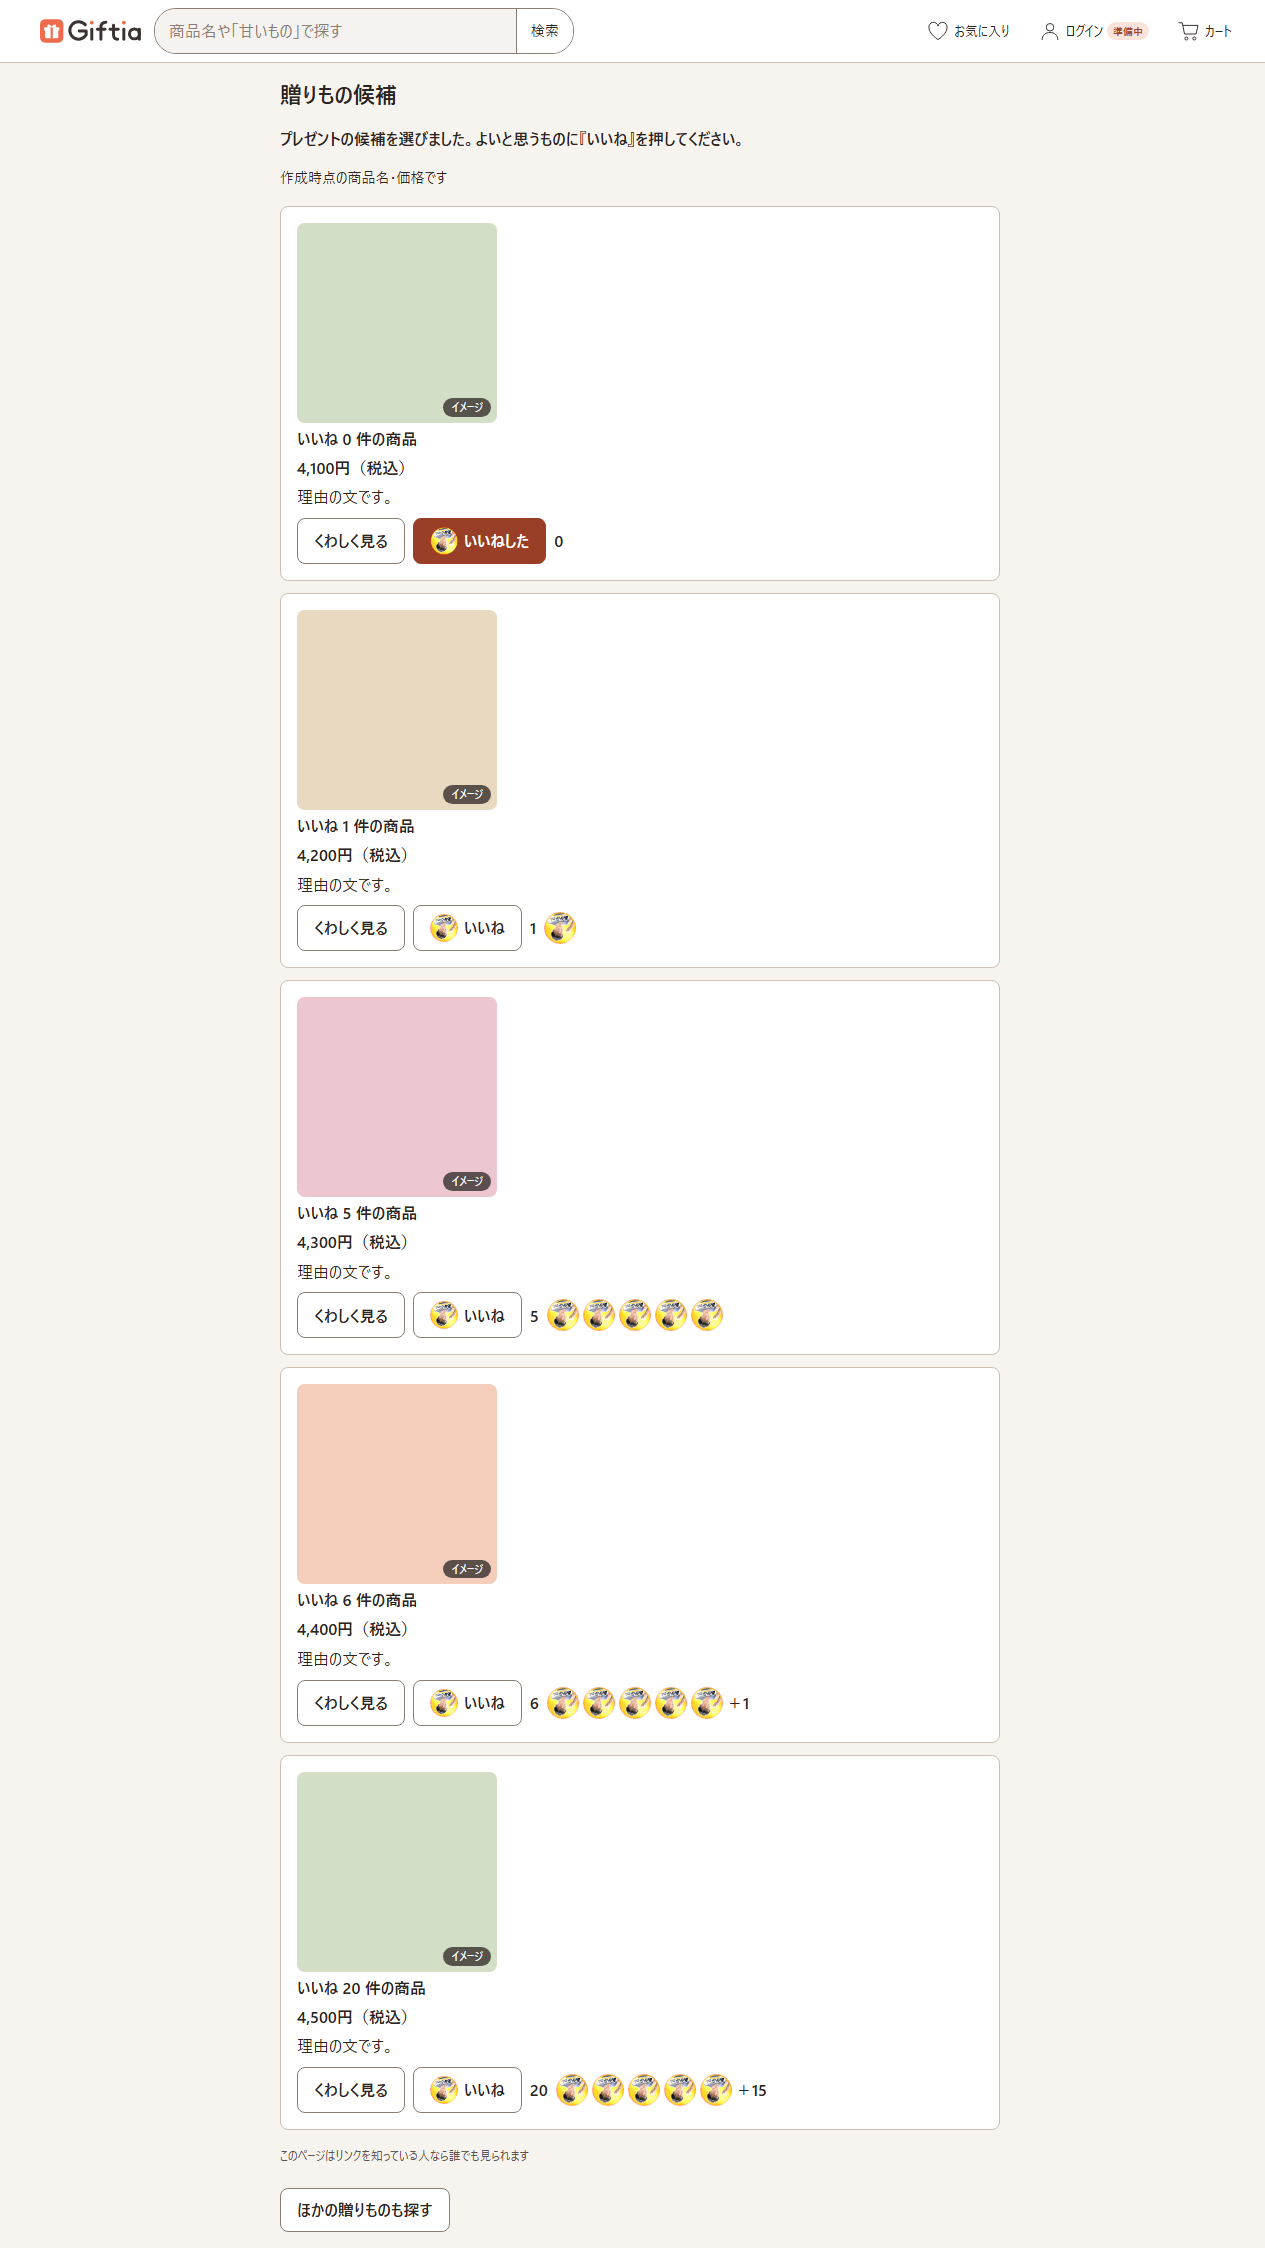 Giftia
商品名や「甘いもの」で探す
検索
お気に入り
ログイン 準備中
カート
贈りもの候補
プレゼントの候補を選びました。よいと思うものに『いいね』を押してください。
作成時点の商品名・価格です
イメージ
いいね 0 件の商品
4,100円（税込）
理由の文です。
くわしく見る
いいねした
0
イメージ
いいね 1 件の商品
4,200円（税込）
理由の文です。
くわしく見る
いいね
1
イメージ
いいね 5 件の商品
4,300円（税込）
理由の文です。
くわしく見る
いいね
5
イメージ
いいね 6 件の商品
4,400円（税込）
理由の文です。
くわしく見る
いいね
6
＋1
イメージ
いいね 20 件の商品
4,500円（税込）
理由の文です。
くわしく見る
いいね
20
＋15
このページはリンクを知っている人なら誰でも見られます
ほかの贈りものも探す